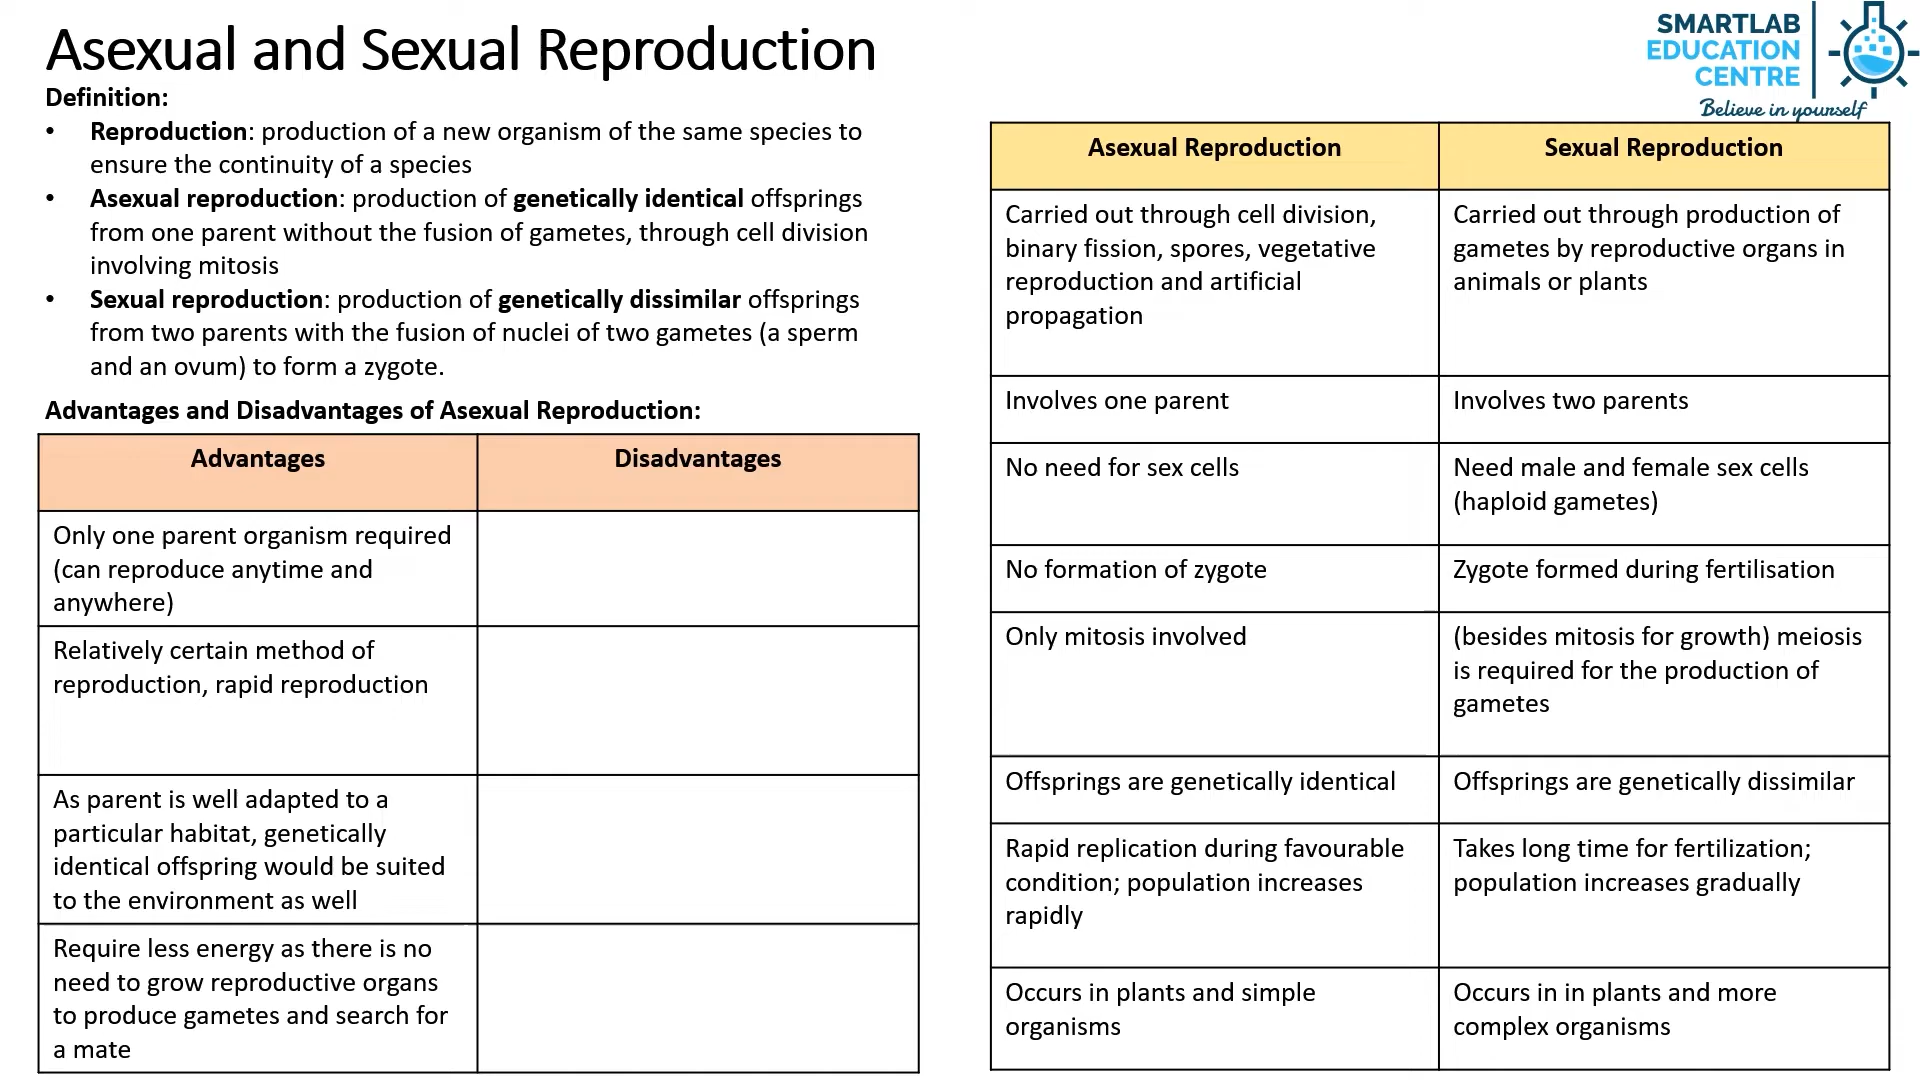 Asexual and Sexual Reproduction
SMARTLAB
EDUCATION
CENTRE
Believe in yourself
Definition:
• Reproduction: production of a new organism of the same species to
ensure the continuity of a species
• Asexual reproduction: production of genetically identical offsprings
from one parent without the fusion of gametes, through cell division
involving mitosis
• Sexual reproduction: production of genetically dissimilar offsprings
from two parents with the fusion of nuclei of two gametes (a sperm
and an ovum) to form a zygote.
Advantages and Disadvantages of Asexual Reproduction:
Advantages
Disadvantages
Only one parent organism required
(can reproduce anytime and
anywhere)
Relatively certain method of
reproduction, rapid reproduction
As parent is well adapted to a
particular habitat, genetically
identical offspring would be suited
to the environment as well
Require less energy as there is no
need to grow reproductive organs
to produce gametes and search for
a mate
Asexual Reproduction
Sexual Reproduction
Carried out through cell division,
binary fission, spores, vegetative
reproduction and artificial
propagation
Carried out through production of
gametes by reproductive organs in
animals or plants
Involves one parent
Involves two parents
No need for sex cells
Need male and female sex cells
(haploid gametes)
No formation of zygote
Zygote formed during fertilisation
Only mitosis involved
(besides mitosis for growth) meiosis
is required for the production of
gametes
Offsprings are genetically identical
Offsprings are genetically dissimilar
Rapid replication during favourable
condition; population increases
rapidly
Takes long time for fertilization;
population increases gradually
Occurs in plants and simple
organisms
Occurs in in plants and more
complex organisms